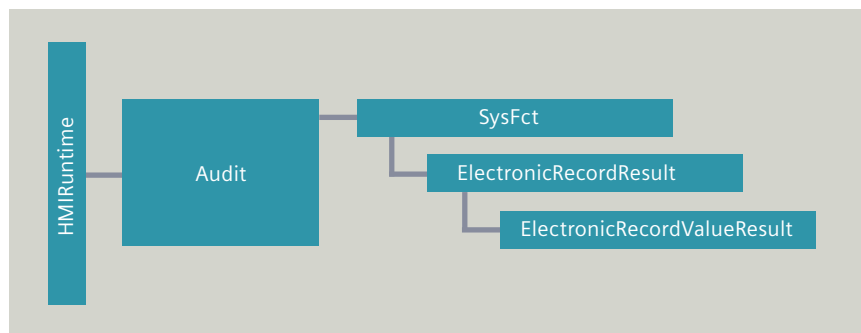 HMIRuntime
Audit
SysFct
ElectronicRecordResult
ElectronicRecordValueResult